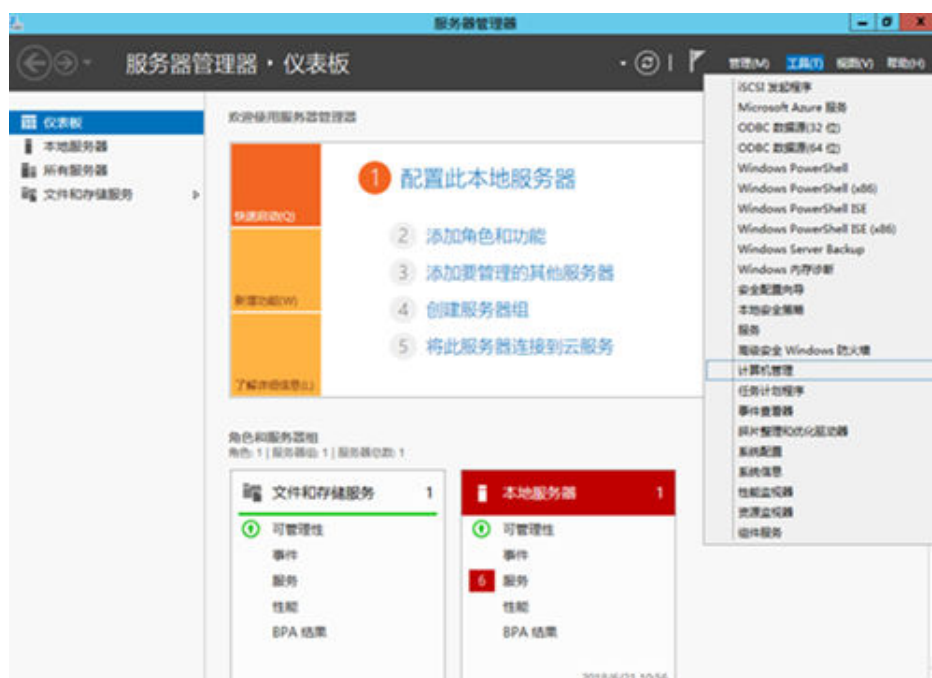 服务器管理器
服务器管理器 · 仪表板
管理(M) 工具(T) 视图(V) 帮助(H)
仪表板
本地服务器
所有服务器
文件和存储服务
欢迎使用服务器管理器
快速启动(Q)
新增功能(W)
了解详细信息(L)
1 配置此本地服务器
2 添加角色和功能
3 添加要管理的其他服务器
4 创建服务器组
5 将此服务器连接到云服务
角色和服务器组
角色: 1 | 服务器组: 1 | 服务器总数: 1
文件和存储服务 1
可管理性
事件
服务
性能
BPA 结果
本地服务器 1
可管理性
事件
6 服务
性能
BPA 结果
iSCSI 发起程序
Microsoft Azure 服务
ODBC 数据源(32 位)
ODBC 数据源(64 位)
Windows PowerShell
Windows PowerShell (x86)
Windows PowerShell ISE
Windows PowerShell ISE (x86)
Windows Server Backup
Windows 内存诊断
安全配置向导
本地安全策略
服务
高级安全 Windows 防火墙
计算机管理
任务计划程序
事件查看器
碎片整理和优化驱动器
系统配置
系统信息
性能监视器
资源监视器
组件服务